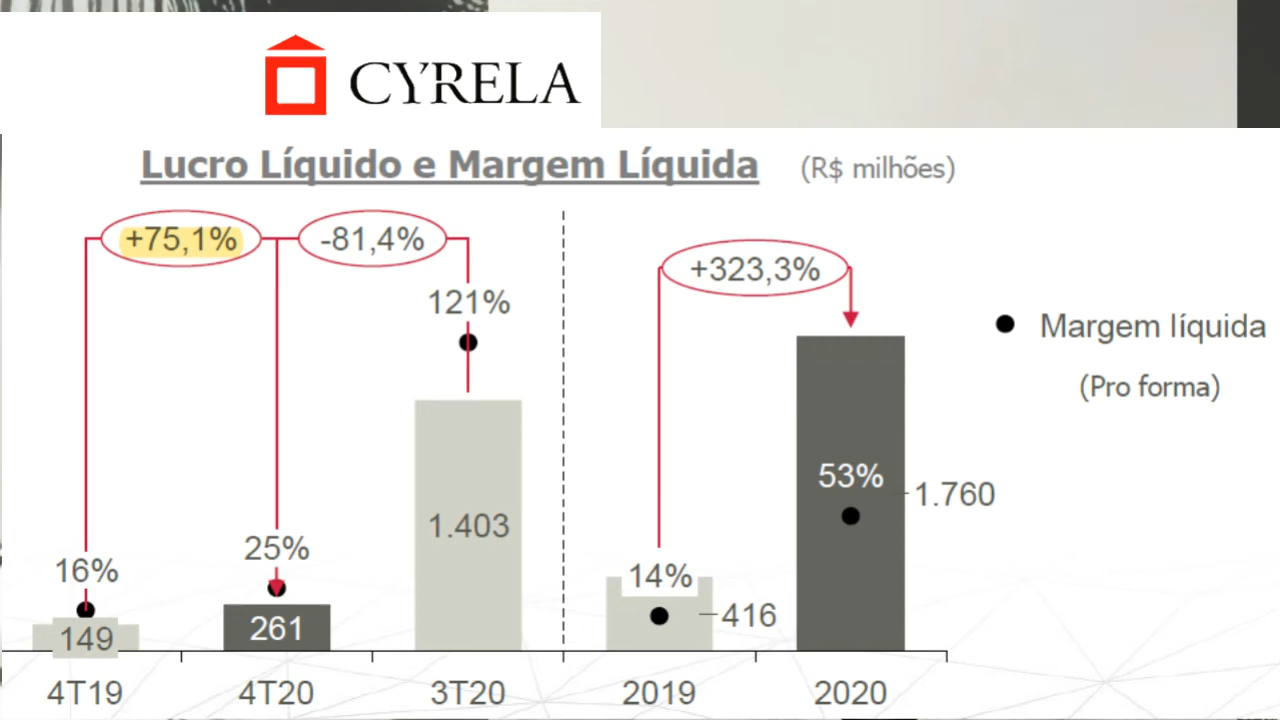 CYRELA
Lucro Líquido e Margem Líquida (R$ milhões)
+75,1% -81,4%
+323,3%
121%
Margem líquida
(Pro forma)
53%
1.760
1.403
25%
16%
14%
416
149 261
4T19 4T20 3T20 2019 2020